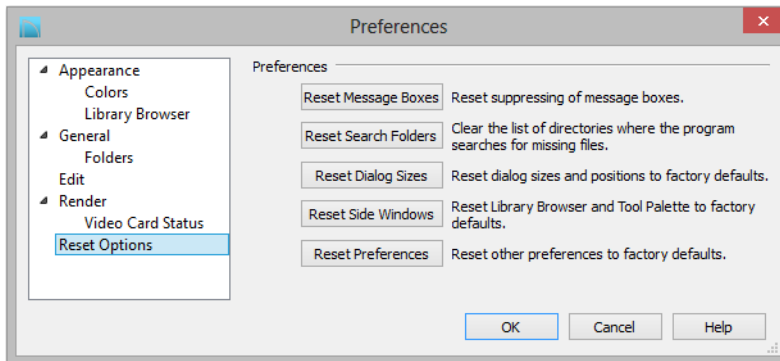 Preferences
Appearance
Colors
Library Browser
General
Folders
Edit
Render
Video Card Status
Reset Options
Preferences
Reset Message Boxes
Reset suppressing of message boxes.
Reset Search Folders
Clear the list of directories where the program
searches for missing files.
Reset Dialog Sizes
Reset dialog sizes and positions to factory defaults.
Reset Side Windows
Reset Library Browser and Tool Palette to factory
defaults.
Reset Preferences
Reset other preferences to factory defaults.
OK
Cancel
Help